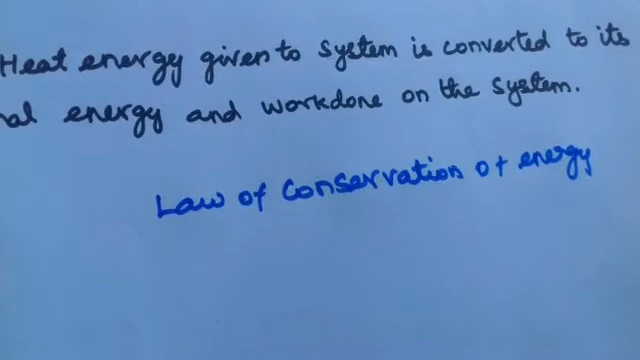 Heat energy given to system is converted to its
nal energy and workdone on the system.
Law of Conservation of energy